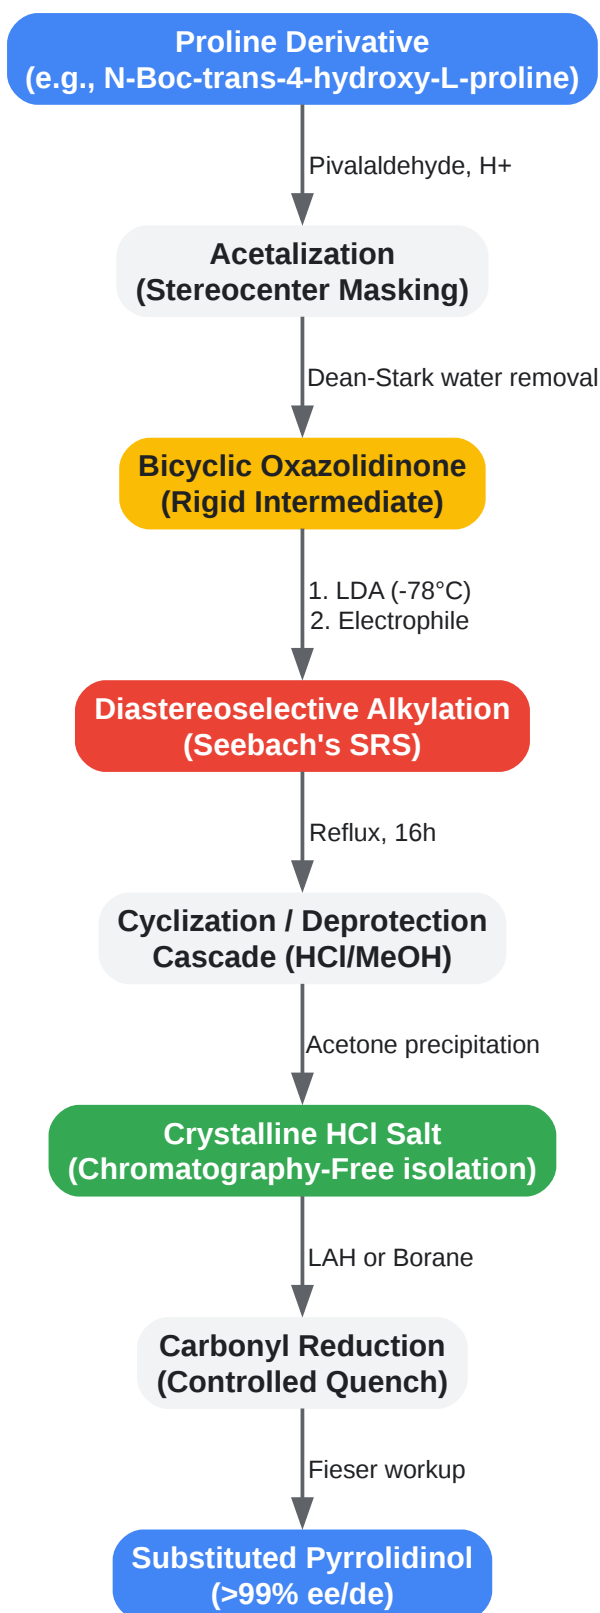 Proline Derivative
(e.g., N-Boc-trans-4-hydroxy-L-proline)
Pivalaldehyde, H+
Acetalization
(Stereocenter Masking)
Dean-Stark water removal
Bicyclic Oxazolidinone
(Rigid Intermediate)
1. LDA (-78°C)
2. Electrophile
Diastereoselective Alkylation
(Seebach's SRS)
Reflux, 16h
Cyclization / Deprotection
Cascade (HCl/MeOH)
Acetone precipitation
Crystalline HCl Salt
(Chromatography-Free isolation)
LAH or Borane
Carbonyl Reduction
(Controlled Quench)
Fieser workup
Substituted Pyrrolidinol
(>99% ee/de)